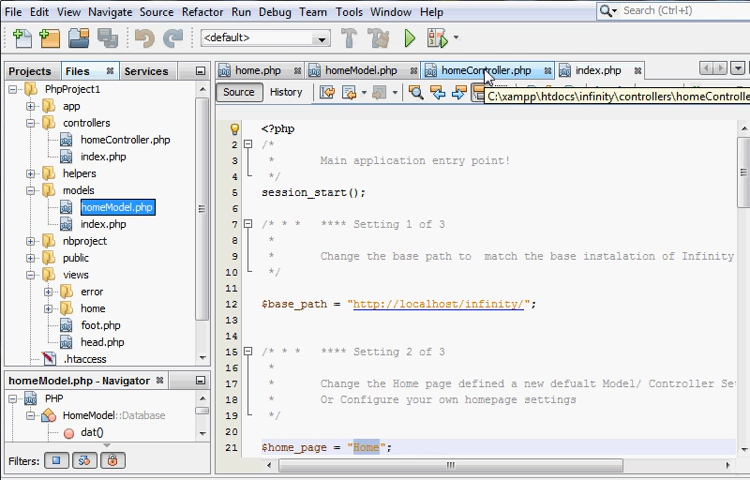 File Edit View Navigate Source Refactor Run Debug Team Tools Window Help
Search (Ctrl+I)
<default>
Projects Files Services
home.php homeModel.php homeController.php index.php
Source History
C:\xampp\htdocs\infinity\controllers\homeControlle
PhpProject1
app
controllers
homeController.php
index.php
helpers
models
homeModel.php
index.php
nbproject
public
views
error
home
foot.php
head.php
.htaccess
homeModel.php - Navigator
PHP
HomeModel::Database
dat()
Filters:
<?php
2 /*
3 * Main application entry point!
4 */
5 session_start();
6
7 /* * * **** Setting 1 of 3
8 *
9 * Change the base path to match the base instalation of Infinity
10 */
11
12 $base_path = "http://localhost/infinity/";
13
14
15 /* * * **** Setting 2 of 3
16 *
17 * Change the Home page defined a new defualt Model/ Controller Se
18 * Or Configure your own homepage settings
19 */
20
21 $home_page = "Home";